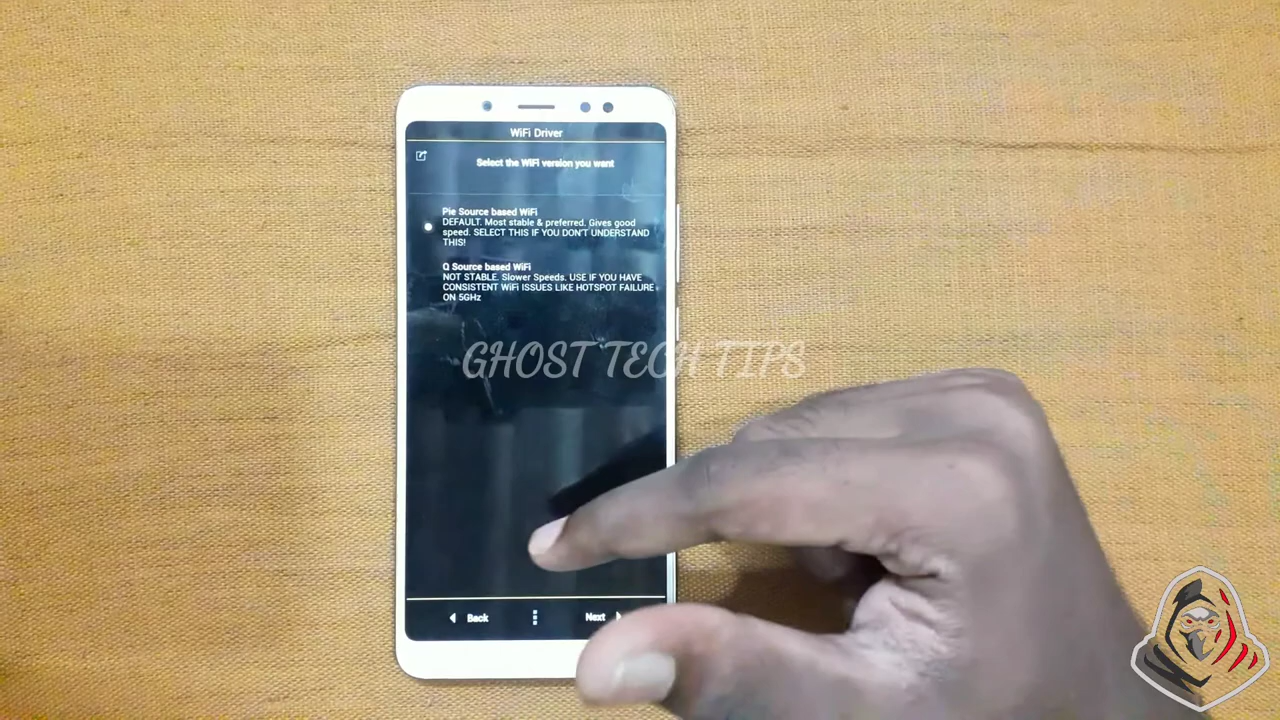 WiFi Driver
Select the WiFi version you want
Pie Source based WiFi
DEFAULT. Most stable & preferred. Gives good
speed. SELECT THIS IF YOU DON'T UNDERSTAND
THIS!
Q Source based WiFi
NOT STABLE. Slower Speeds. USE IF YOU HAVE
CONSISTENT WiFi ISSUES LIKE HOTSPOT FAILURE
ON 5GHz
GHOST TECH TIPS
Back
Next